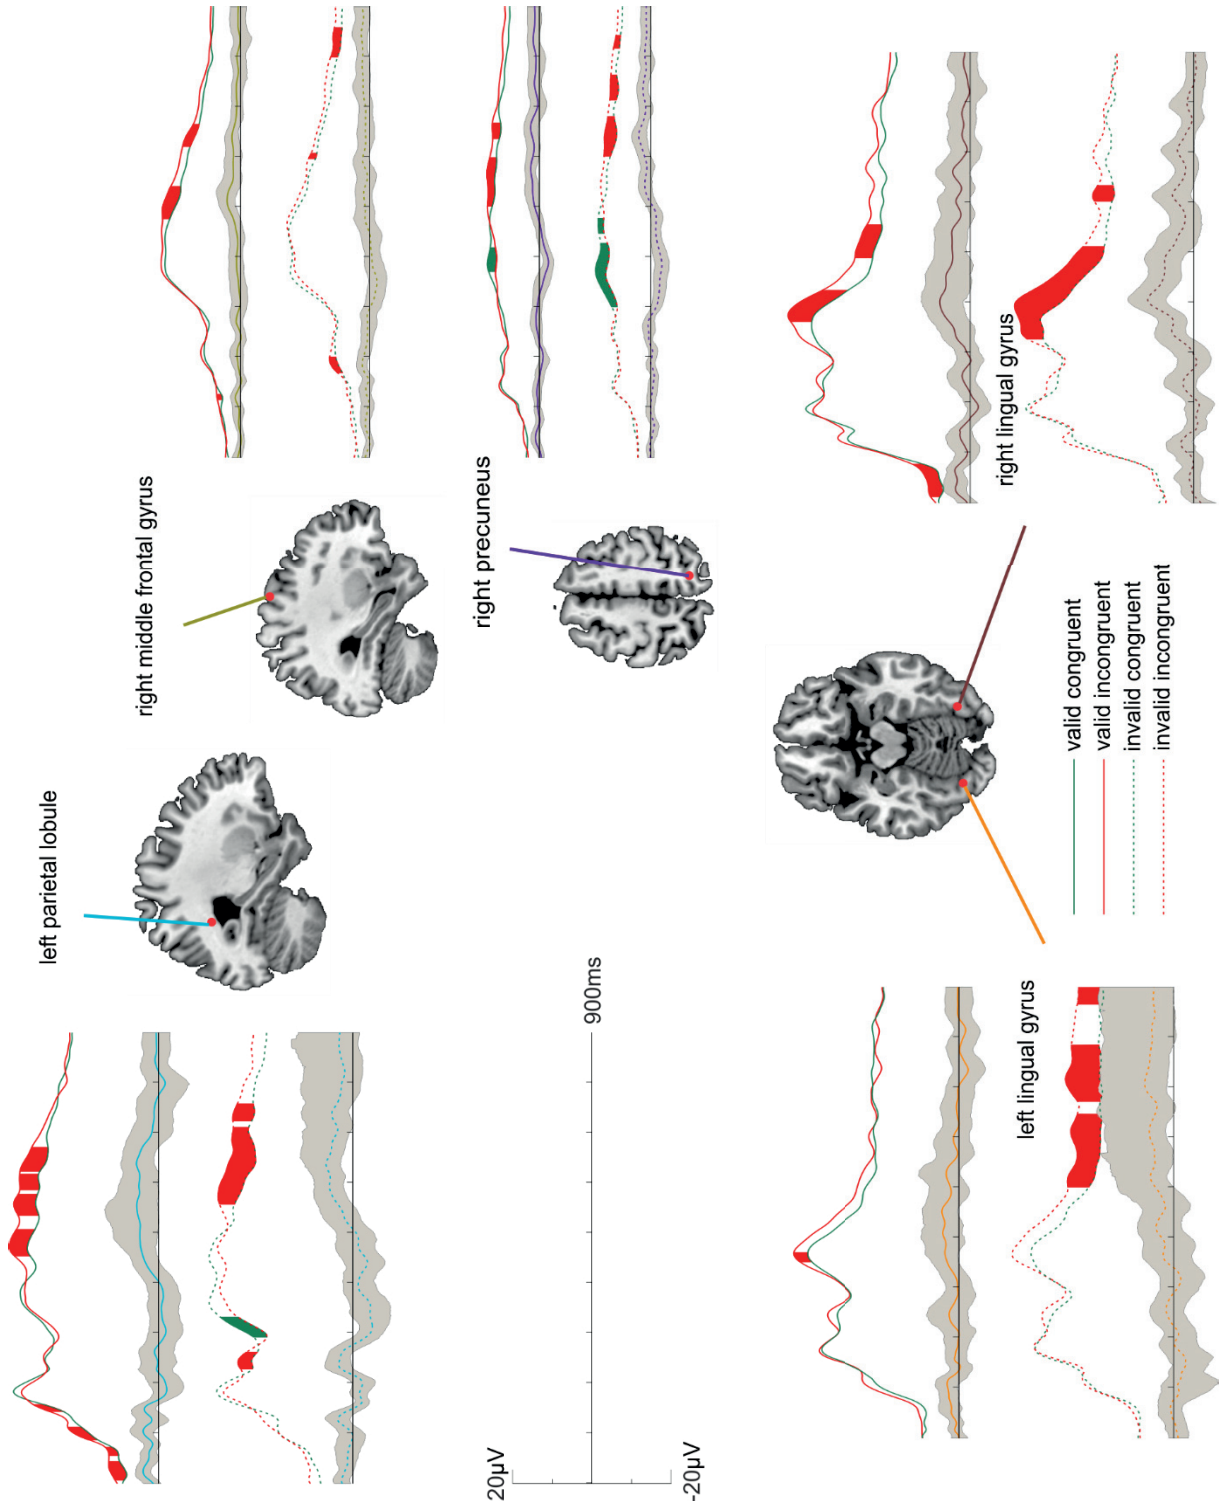 left parietal lobule
right middle frontal gyrus
right precuneus
20µV
-20µV
900ms
left lingual gyrus
right lingual gyrus
valid congruent
valid incongruent
invalid congruent
invalid incongruent